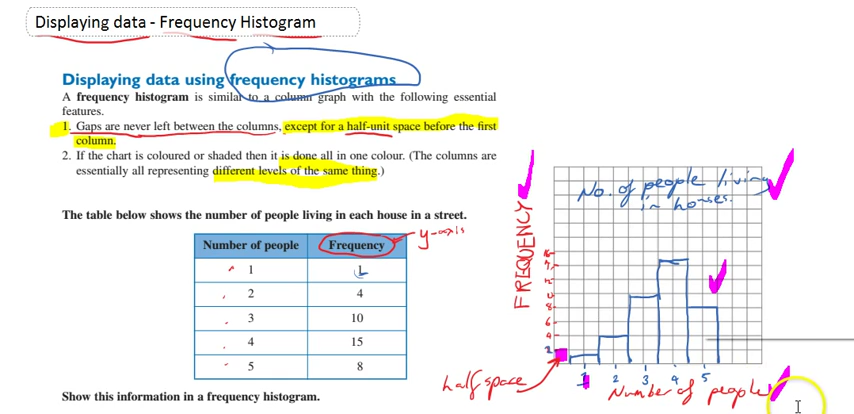 Displaying data - Frequency Histogram
Displaying data using frequency histograms
A frequency histogram is similar to a column graph with the following essential
features.
1. Gaps are never left between the columns, except for a half-unit space before the first
column.
2. If the chart is coloured or shaded then it is done all in one colour. (The columns are
essentially all representing different levels of the same thing.)
The table below shows the number of people living in each house in a street.
Number of people Frequency
y-axis
1
2 4
3 10
4 15
5 8
Show this information in a frequency histogram.
No. of people living
in houses.
FREQUENCY
8
6
4
2
1 2 3 4 5
half space
Number of people